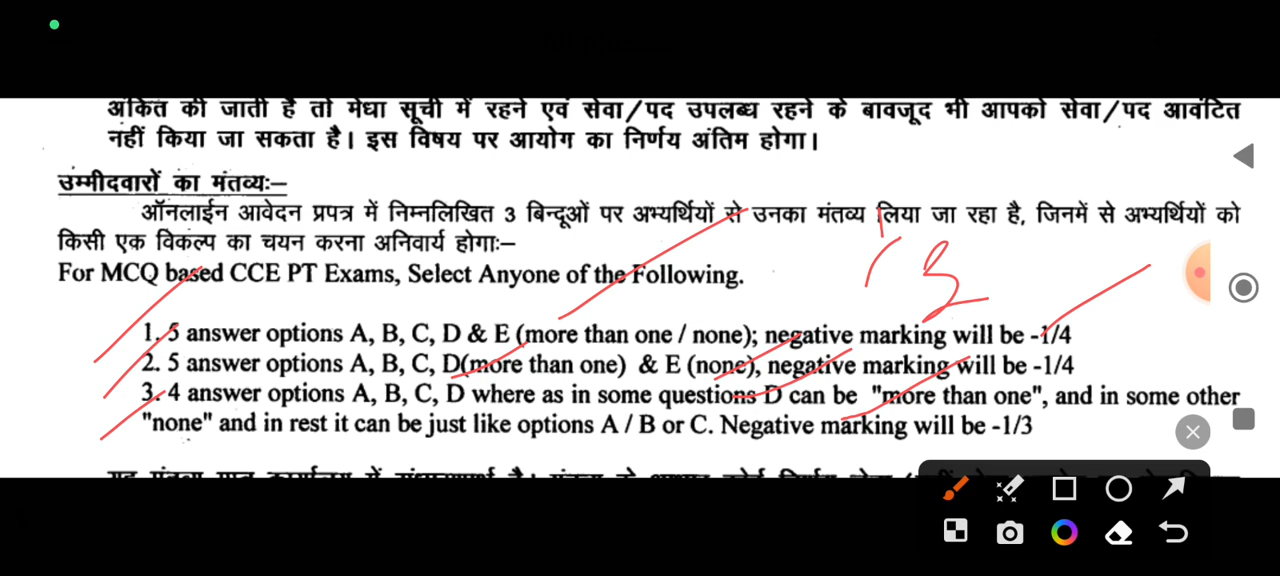 अंकित की जाती है तो मेधा सूची में रहने एवं सेवा/पद उपलब्ध रहने के बावजूद भी आपको सेवा/पद आवंटित
नहीं किया जा सकता है। इस विषय पर आयोग का निर्णय अंतिम होगा।
उम्मीदवारों का मंतव्यः–
ऑनलाईन आवेदन प्रपत्र में निम्नलिखित 3 बिन्दूओं पर अभ्यर्थियों से उनका मंतव्य लिया जा रहा है, जिनमें से अभ्यर्थियों को
किसी एक विकल्प का चयन करना अनिवार्य होगाः–
For MCQ based CCE PT Exams, Select Anyone of the Following.
1. 5 answer options A, B, C, D & E (more than one / none); negative marking will be -1/4
2. 5 answer options A, B, C, D(more than one) & E (none), negative marking will be -1/4
3. 4 answer options A, B, C, D where as in some questions D can be "more than one", and in some other
"none" and in rest it can be just like options A / B or C. Negative marking will be -1/3